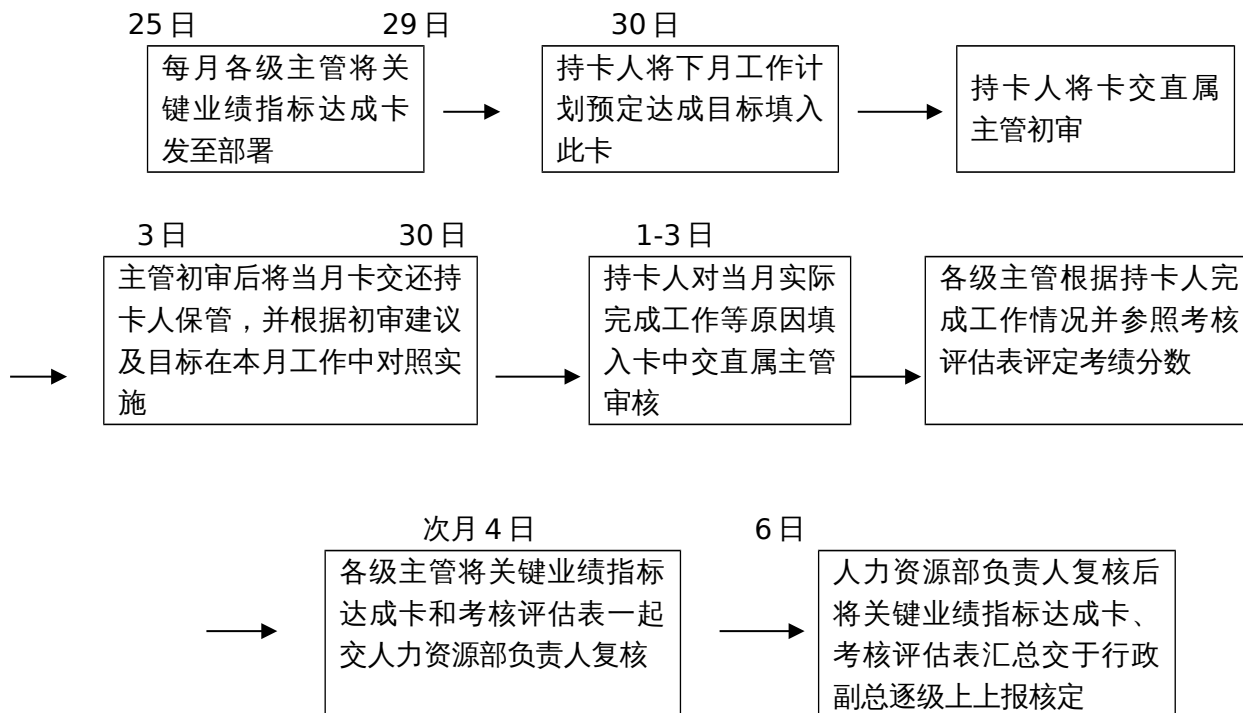 25日 29日 30日
每月各级主管将关
键业绩指标达成卡
发至部署
持卡人将下月工作计
划预定达成目标填入
此卡
持卡人将卡交直属
主管初审
3日 30日 1-3日
主管初审后将当月卡交还持
卡人保管，并根据初审建议
及目标在本月工作中对照实
施
持卡人对当月实际
完成工作等原因填
入卡中交直属主管
审核
各级主管根据持卡人完
成工作情况并参照考核
评估表评定考绩分数
次月4日 6日
各级主管将关键业绩指标
达成卡和考核评估表一起
交人力资源部负责人复核
人力资源部负责人复核后
将关键业绩指标达成卡、
考核评估表汇总交于行政
副总逐级上上报核定